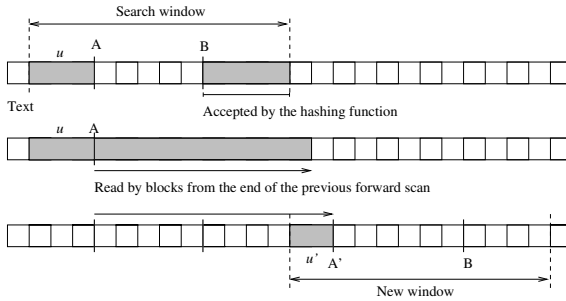 Search window
u A B
Text
Accepted by the hashing function
u A
Read by blocks from the end of the previous forward scan
u' A' B
New window